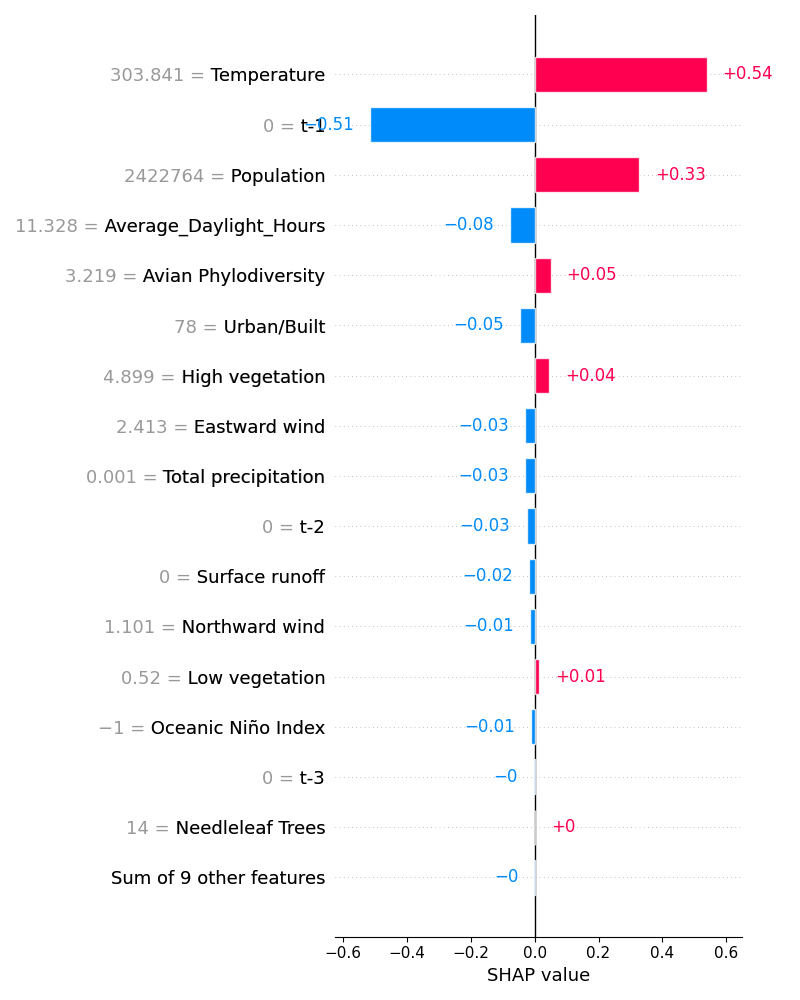 303.841 = Temperature +0.54
0 = t-1 −0.51
2422764 = Population +0.33
11.328 = Average_Daylight_Hours −0.08
3.219 = Avian Phylodiversity +0.05
78 = Urban/Built −0.05
4.899 = High vegetation +0.04
2.413 = Eastward wind −0.03
0.001 = Total precipitation −0.03
0 = t-2 −0.03
0 = Surface runoff −0.02
1.101 = Northward wind −0.01
0.52 = Low vegetation +0.01
−1 = Oceanic Niño Index −0.01
0 = t-3 −0
14 = Needleleaf Trees +0
Sum of 9 other features −0
−0.6 −0.4 −0.2 0.0 0.2 0.4 0.6
SHAP value